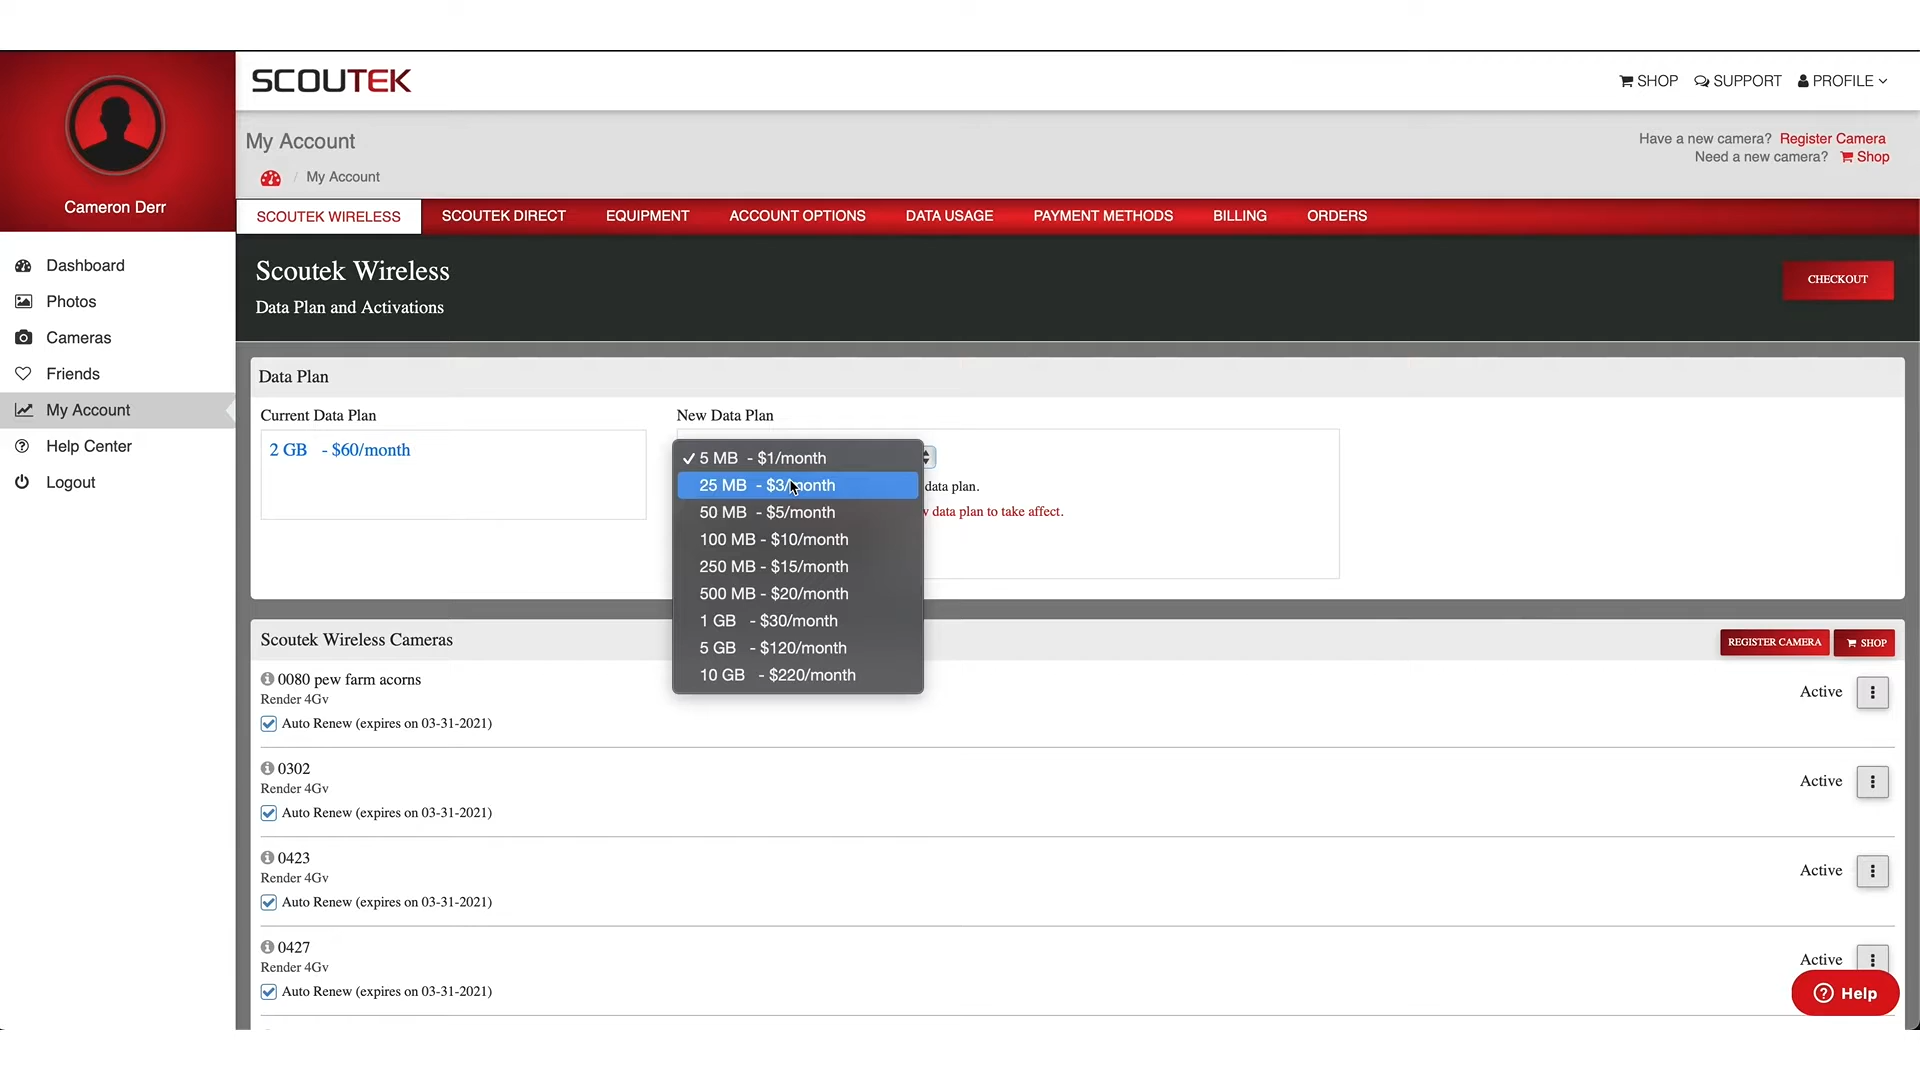 SCOUTEK
SHOP SUPPORT PROFILE
My Account
Have a new camera? Register Camera
Need a new camera? Shop
/ My Account
Cameron Derr
SCOUTEK WIRELESS SCOUTEK DIRECT EQUIPMENT ACCOUNT OPTIONS DATA USAGE PAYMENT METHODS BILLING ORDERS
Dashboard
Photos
Cameras
Friends
My Account
Help Center
Logout
Scoutek Wireless
Data Plan and Activations
CHECKOUT
Data Plan
Current Data Plan
2 GB - $60/month
New Data Plan
✓ 5 MB - $1/month
25 MB - $3/month
50 MB - $5/month
100 MB - $10/month
250 MB - $15/month
500 MB - $20/month
1 GB - $30/month
5 GB - $120/month
10 GB - $220/month
data plan.
data plan to take affect.
Scoutek Wireless Cameras
REGISTER CAMERA SHOP
0080 pew farm acorns
Render 4Gv
Auto Renew (expires on 03-31-2021)
Active
0302
Render 4Gv
Auto Renew (expires on 03-31-2021)
Active
0423
Render 4Gv
Auto Renew (expires on 03-31-2021)
Active
0427
Render 4Gv
Auto Renew (expires on 03-31-2021)
Active
Help